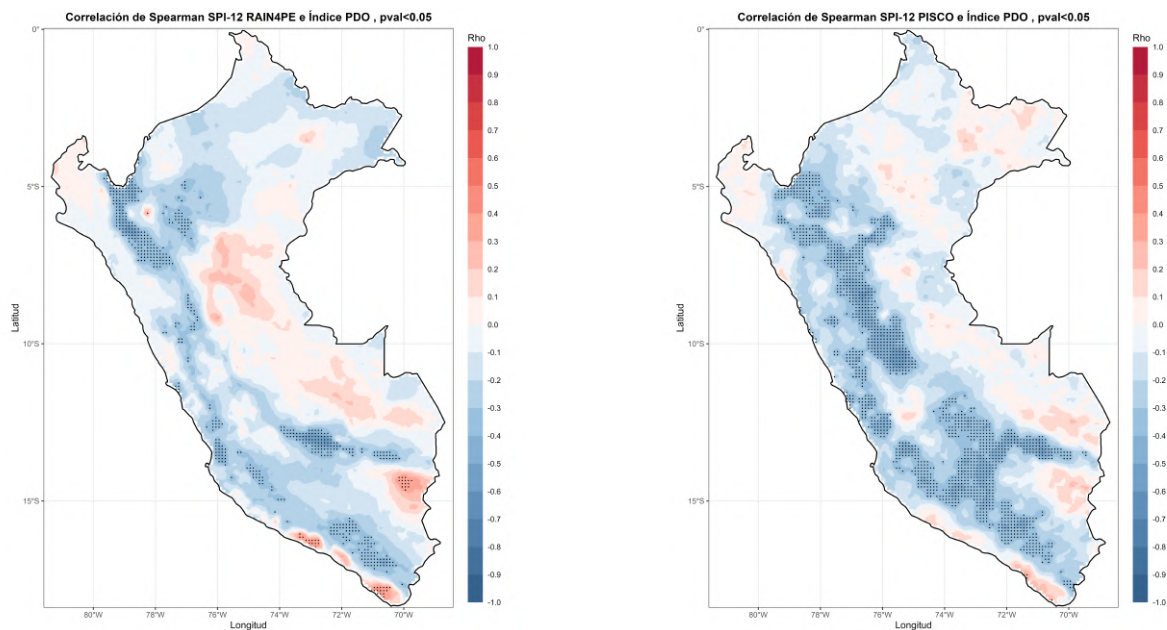 Correlación de Spearman SPI-12 RAIN4PE e Índice PDO , pval<0.05
Rho
1.0
0.9
0.8
0.7
0.6
0.5
0.4
0.3
0.2
0.1
0.0
-0.1
-0.2
-0.3
-0.4
-0.5
-0.6
-0.7
-0.8
-0.9
-1.0
Latitud
0°
5°S
10°S
15°S
80°W 78°W 76°W 74°W 72°W 70°W
Longitud
Correlación de Spearman SPI-12 PISCO e Índice PDO , pval<0.05
Rho
1.0
0.9
0.8
0.7
0.6
0.5
0.4
0.3
0.2
0.1
0.0
-0.1
-0.2
-0.3
-0.4
-0.5
-0.6
-0.7
-0.8
-0.9
-1.0
Latitud
0°
5°S
10°S
15°S
80°W 78°W 76°W 74°W 72°W 70°W
Longitud